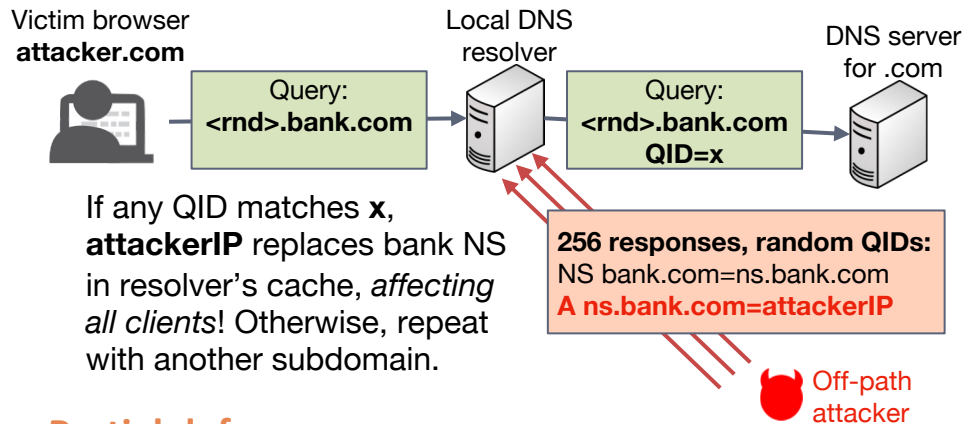 Victim browser
attacker.com
Local DNS
resolver
DNS server
for .com
Query:
<rnd>.bank.com
Query:
<rnd>.bank.com
QID=x
If any QID matches x,
attackerIP replaces bank NS
in resolver's cache, affecting
all clients! Otherwise, repeat
with another subdomain.
256 responses, random QIDs:
NS bank.com=ns.bank.com
A ns.bank.com=attackerIP
Off-path
attacker